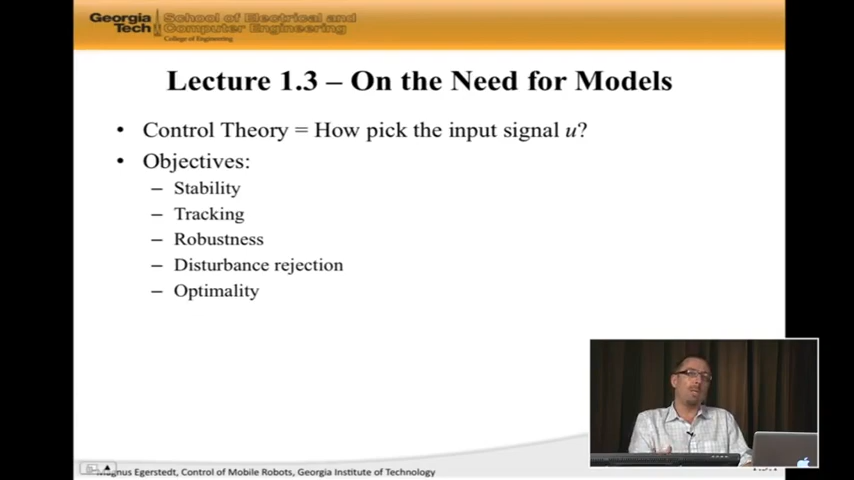 Georgia Tech
School of Electrical and Computer Engineering
College of Engineering
Lecture 1.3 – On the Need for Models
• Control Theory = How pick the input signal u?
• Objectives:
– Stability
– Tracking
– Robustness
– Disturbance rejection
– Optimality
Magnus Egerstedt, Control of Mobile Robots, Georgia Institute of Technology